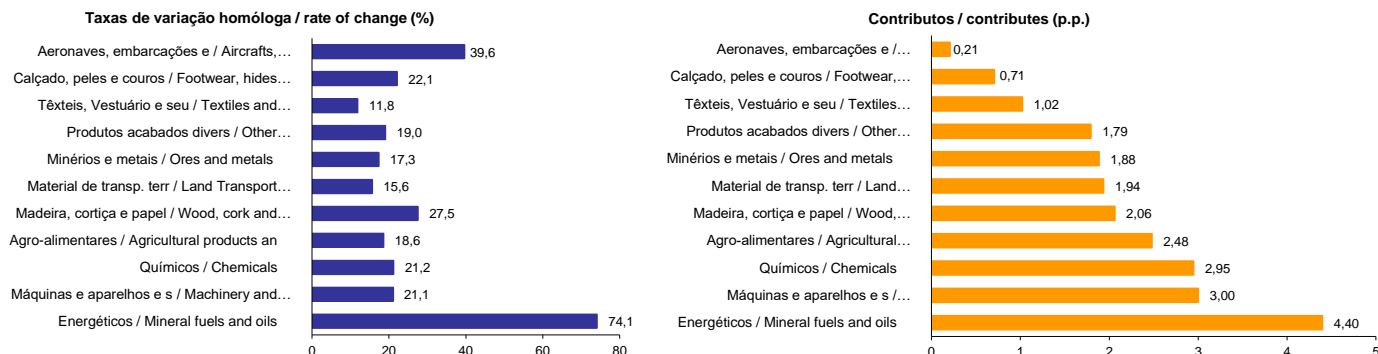 Taxas de variação homóloga / rate of change (%)
Aeronaves, embarcações e / Aircrafts,… 39,6
Calçado, peles e couros / Footwear, hides… 22,1
Têxteis, Vestuário e seu / Textiles and… 11,8
Produtos acabados divers / Other… 19,0
Minérios e metais / Ores and metals 17,3
Material de transp. terr / Land Transport… 15,6
Madeira, cortiça e papel / Wood, cork and… 27,5
Agro-alimentares / Agricultural products an 18,6
Químicos / Chemicals 21,2
Máquinas e aparelhos e s / Machinery and… 21,1
Energéticos / Mineral fuels and oils 74,1
0 20 40 60 80
Contributos / contributes (p.p.)
Aeronaves, embarcações e /… 0,21
Calçado, peles e couros / Footwear,… 0,71
Têxteis, Vestuário e seu / Textiles… 1,02
Produtos acabados divers / Other… 1,79
Minérios e metais / Ores and metals 1,88
Material de transp. terr / Land… 1,94
Madeira, cortiça e papel / Wood,… 2,06
Agro-alimentares / Agricultural… 2,48
Químicos / Chemicals 2,95
Máquinas e aparelhos e s /… 3,00
Energéticos / Mineral fuels and oils 4,40
0 1 2 3 4 5